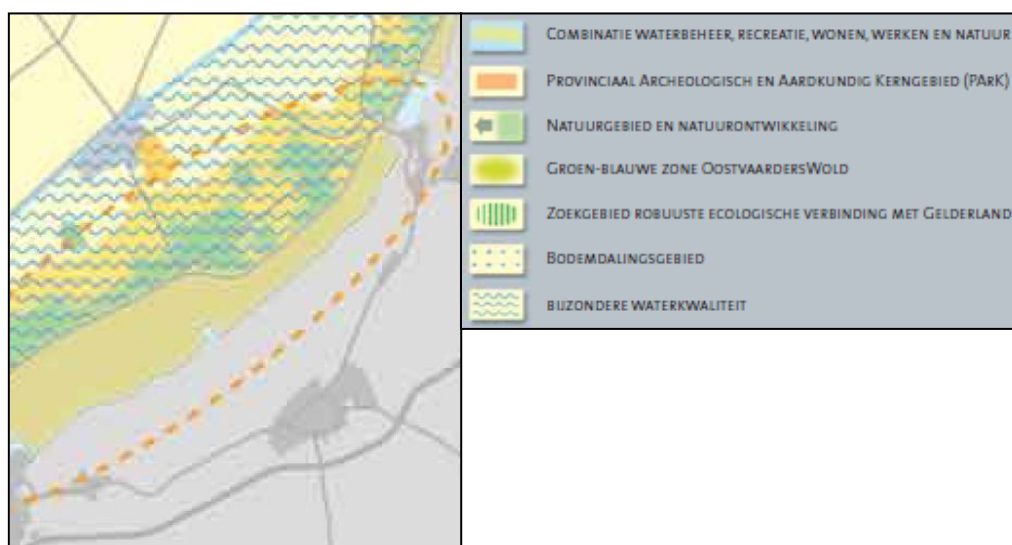 COMBINATIE WATERBEHEER, RECREATIE, WONEN, WERKEN EN NATUUR
PROVINCIAAL ARCHEOLOGISCH EN AARDKUNDIG KERNGEBIED (PARK)
NATUURGEBIED EN NATUURONTWIKKELING
GROEN-BLAUWE ZONE OOSTVAARDERSWOLD
ZOEKGEBIED ROBUUSTE ECOLOGISCHE VERBINDING MET GELDERLAND
BODEMDALINGSGEBIED
BIJZONDERE WATERKWALITEIT